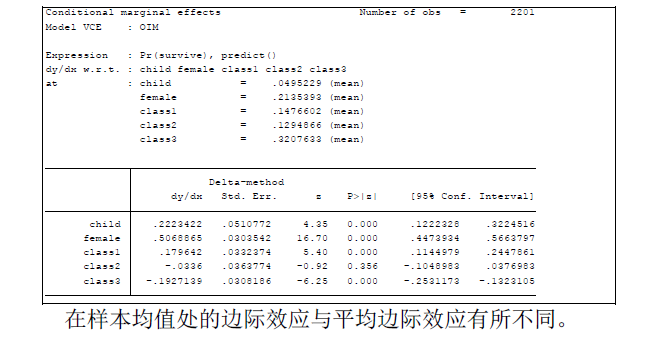 Conditional marginal effects Number of obs = 2201
Model VCE : OIM
Expression : Pr(survive), predict()
dy/dx w.r.t. : child female class1 class2 class3
at : child = .0495229 (mean)
female = .2135393 (mean)
class1 = .1476602 (mean)
class2 = .1294866 (mean)
class3 = .3207633 (mean)
Delta-method
dy/dx Std. Err. z P>|z| [95% Conf. Interval]
child .2223422 .0510772 4.35 0.000 .1222328 .3224516
female .5068865 .0303542 16.70 0.000 .4473934 .5663797
class1 .179642 .0332374 5.40 0.000 .1144979 .2447861
class2 -.0336 .0363774 -0.92 0.356 -.1048983 .0376983
class3 -.1927139 .0308186 -6.25 0.000 -.2531173 -.1323105
在样本均值处的边际效应与平均边际效应有所不同。